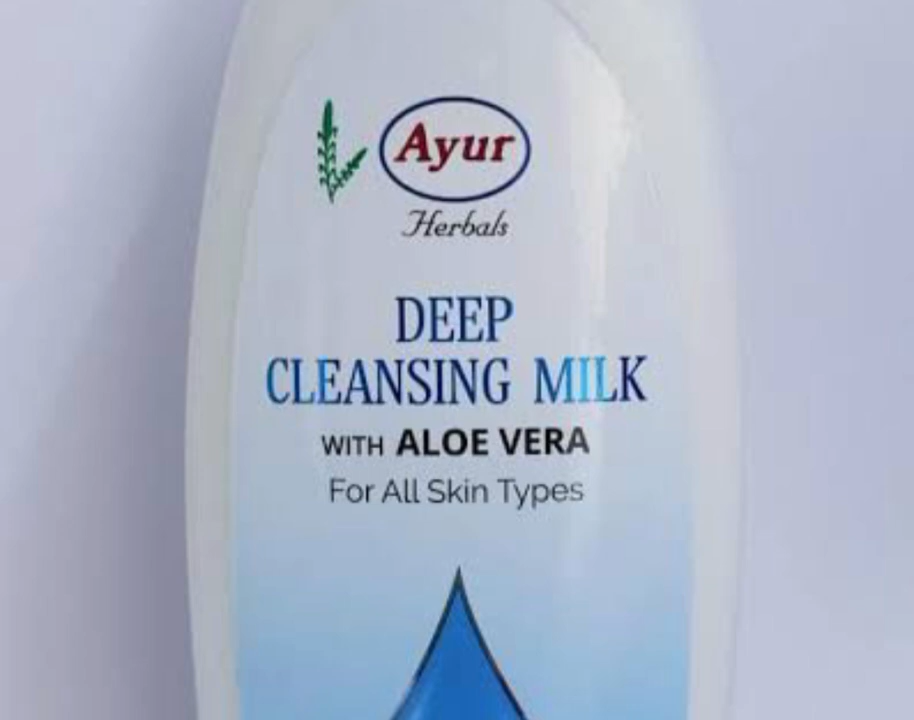 Ayur
Herbals
DEEP
CLEANSING MILK
WITH ALOE VERA
For All Skin Types